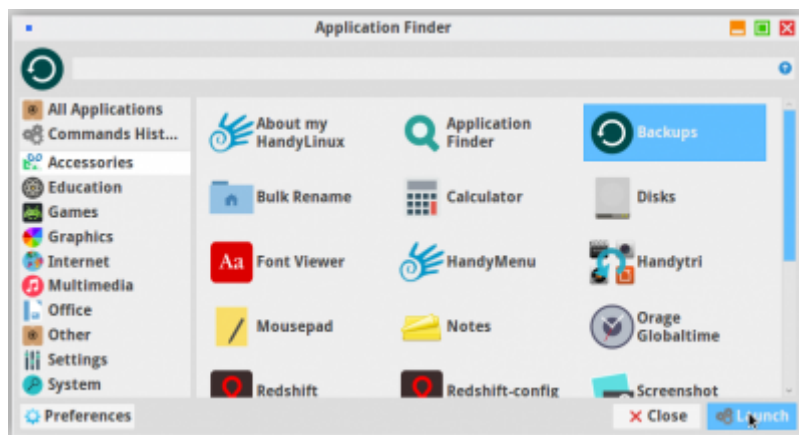 Application Finder
All Applications
Commands Hist...
Accessories
Education
Games
Graphics
Internet
Multimedia
Office
Other
Settings
System
About my
HandyLinux
Application
Finder
Backups
Bulk Rename
Calculator
Disks
Aa
Font Viewer
HandyMenu
Handytri
Mousepad
Notes
Orage
Globaltime
Redshift
Redshift-config
Screenshot
Preferences
Close
Launch